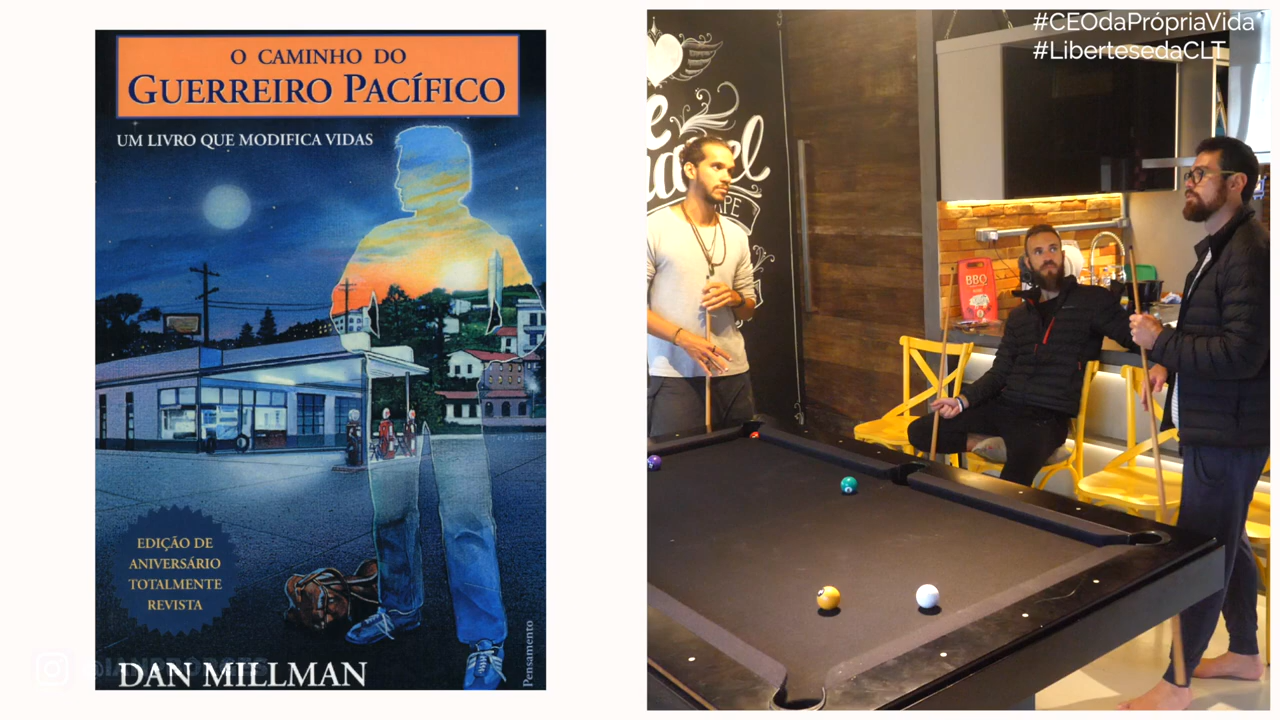 O CAMINHO DO
GUERREIRO PACÍFICO
UM LIVRO QUE MODIFICA VIDAS
EDIÇÃO DE
ANIVERSÁRIO
TOTALMENTE
REVISTA
DAN MILLMAN
Pensamento
#CEOdaPrópriaVida
#LibertesedaCLT
BBQ